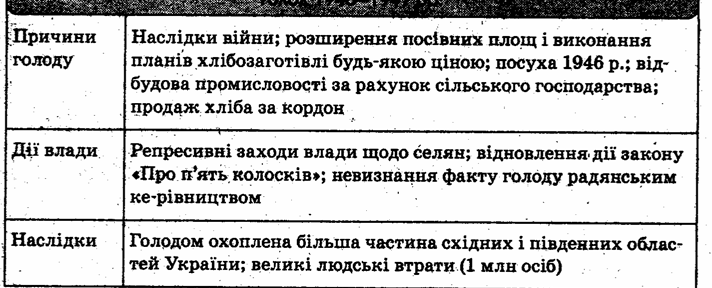 Причини голоду
Наслідки війни; розширення посівних площ і виконання
планів хлібозаготівлі будь-якою ціною; посуха 1946 р.; від-
будова промисловості за рахунок сільського господарства;
продаж хліба за кордон
Дії влади
Репресивні заходи влади щодо селян; відновлення дії закону
«Про п’ять колосків»; невизнання факту голоду радянським
ке-рівництвом
Наслідки
Голодом охоплена більша частина східних і південних облас-
тей України; великі людські втрати (1 млн осіб)